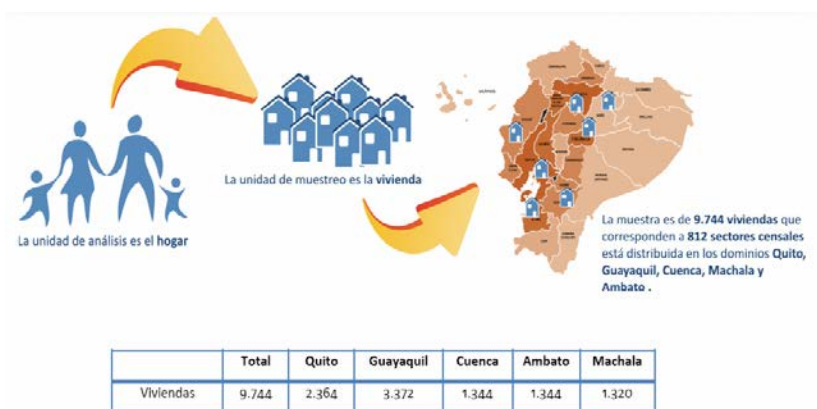 La unidad de análisis es el hogar
La unidad de muestreo es la vivienda
La muestra es de 9.744 viviendas que
corresponden a 812 sectores censales
está distribuida en los dominios Quito,
Guayaquil, Cuenca, Machala y
Ambato .
Total Quito Guayaquil Cuenca Ambato Machala
Viviendas 9.744 2.364 3.372 1.344 1.344 1.320